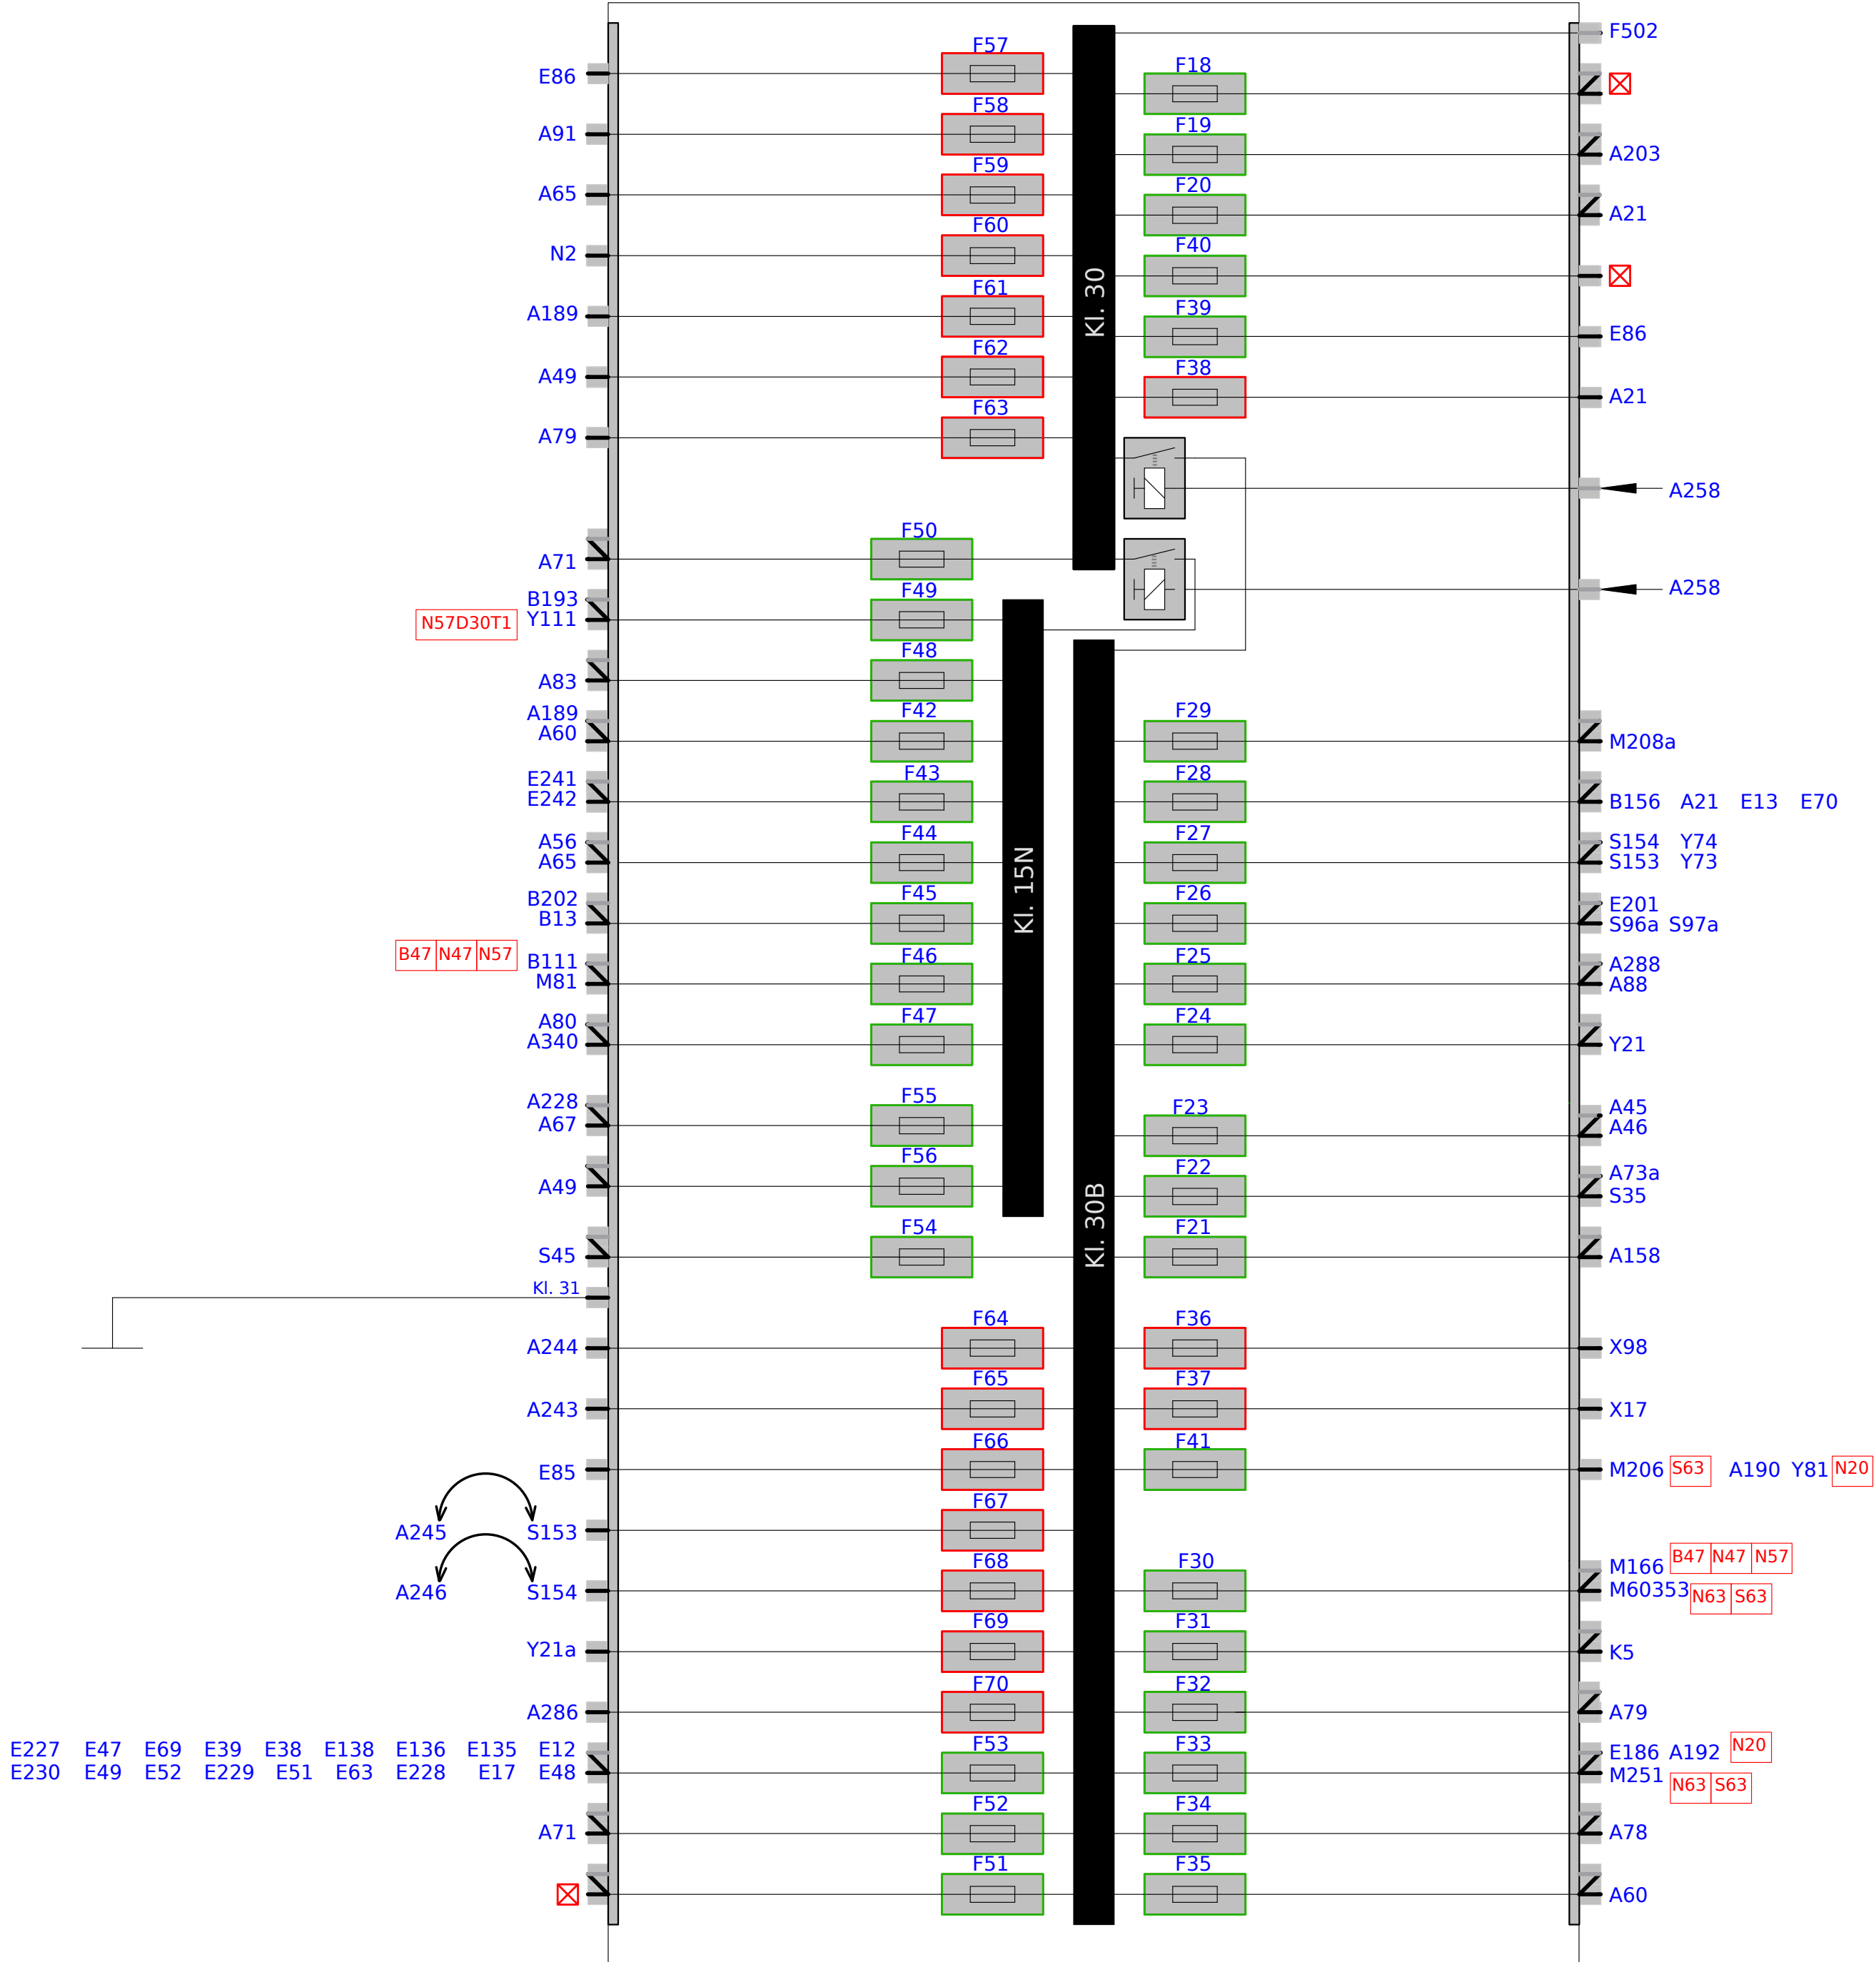 F502
F57
F18
E86
F58
A91
F19
A203
F59
A65
F20
A21
F60
N2
F40
F61
A189
Kl. 30
F39
E86
F62
A49
F38
A21
F63
A79
A258
F50
A71
A258
B193
F49
N57D30T1 Y111
F48
A83
A189
F42
F29
A60
M208a
E241
F43
F28
E242
B156 A21 E13 E70
A56
F44
F27
S154 Y74
A65
S153 Y73
Kl. 15N
B202
F45
F26
E201
B13
S96a S97a
B47 N47 N57
B111
F46
F25
A288
M81
A88
A80
F47
F24
A340
Y21
A228
F55
F23
A45
A67
A46
F56
F22
A73a
A49
S35
Kl. 30B
F54
F21
S45
A158
Kl. 31
F64
F36
A244
X98
F65
F37
A243
X17
F66
F41
E85
M206 S63 A190 Y81 N20
F67
A245 S153
F68
F30
M166 B47 N47 N57
A246 S154
M60353 N63 S63
F69
F31
Y21a
K5
F70
F32
A286
A79
E227 E47 E69 E39 E38 E138 E136 E135 E12
F53
F33
E186 A192 N20
E230 E49 E52 E229 E51 E63 E228 E17 E48
M251 N63 S63
F52
F34
A71
A78
F51
F35
A60